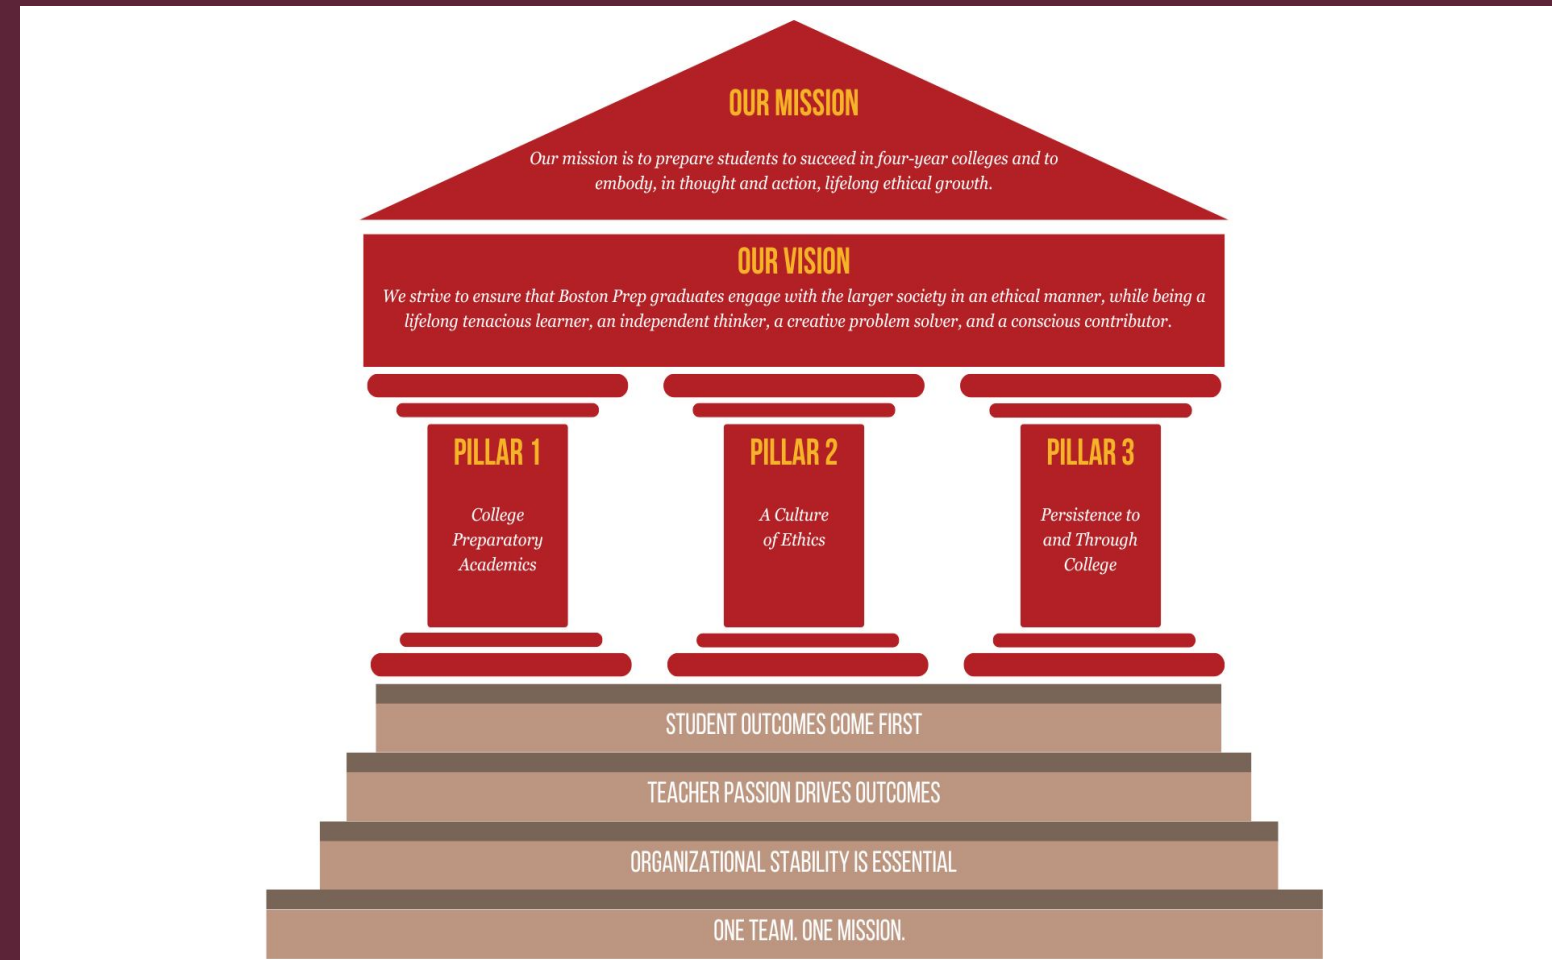 OUR MISSION
Our mission is to prepare students to succeed in four-year colleges and to
embody, in thought and action, lifelong ethical growth.
OUR VISION
We strive to ensure that Boston Prep graduates engage with the larger society in an ethical manner, while being a
lifelong tenacious learner, an independent thinker, a creative problem solver, and a conscious contributor.
PILLAR 1
College
Preparatory
Academics
PILLAR 2
A Culture
of Ethics
PILLAR 3
Persistence to
and Through
College
STUDENT OUTCOMES COME FIRST
TEACHER PASSION DRIVES OUTCOMES
ORGANIZATIONAL STABILITY IS ESSENTIAL
ONE TEAM. ONE MISSION.